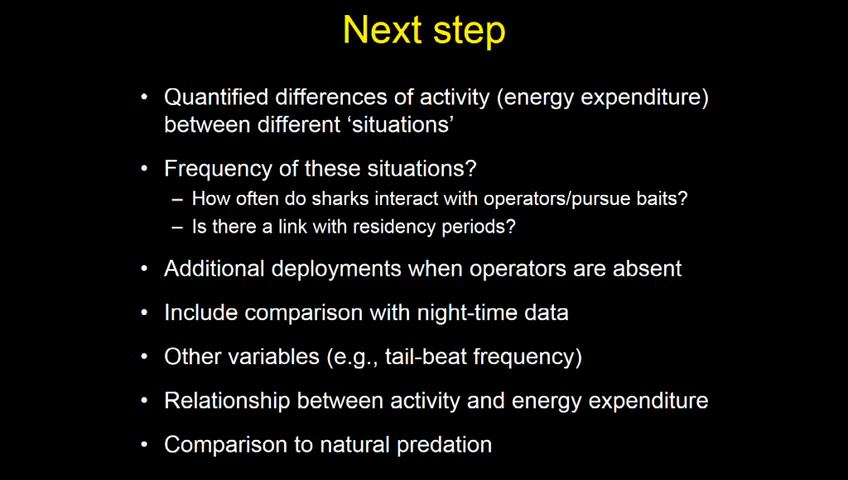 Next step
• Quantified differences of activity (energy expenditure)
between different ‘situations’
• Frequency of these situations?
– How often do sharks interact with operators/pursue baits?
– Is there a link with residency periods?
• Additional deployments when operators are absent
• Include comparison with night-time data
• Other variables (e.g., tail-beat frequency)
• Relationship between activity and energy expenditure
• Comparison to natural predation